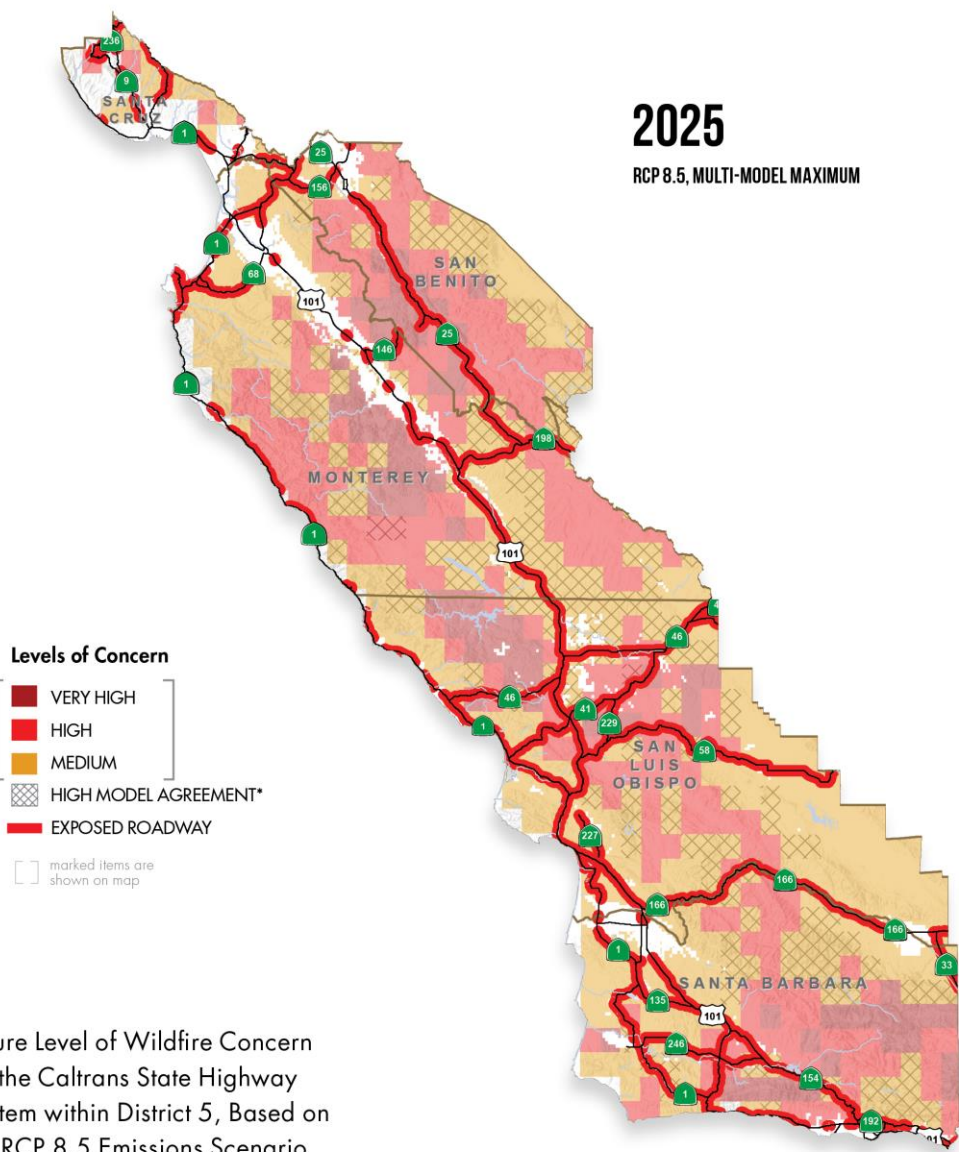 2025
RCP 8.5, MULTI-MODEL MAXIMUM
236
9
SANTA
CRUZ
1
25
156
1
68
SAN
BENITO
101
25
146
1
198
MONTEREY
1
101
46
46
1
41
229
SAN
LUIS
OBISPO
58
227
166
166
166
1
33
SANTA BARBARA
135
101
246
154
1
192
Levels of Concern
VERY HIGH
HIGH
MEDIUM
HIGH MODEL AGREEMENT*
EXPOSED ROADWAY
marked items are
shown on map
Level of Wildfire Concern
the Caltrans State Highway
within District 5, Based on
RCP 8.5 Emissions Scenario